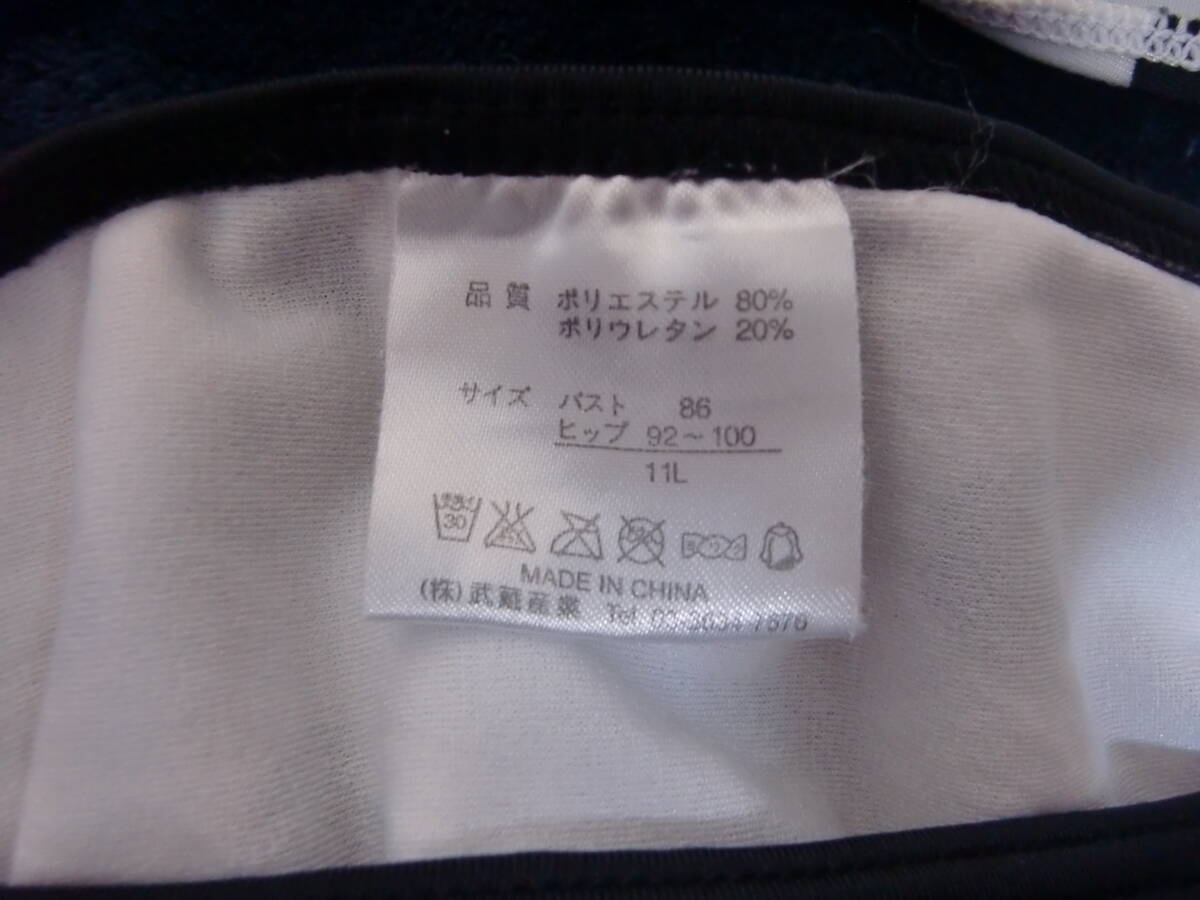 品質 ポリエステル 80%
ポリウレタン 20%
サイズ バスト 86
ヒップ 92～100
11L
30
MADE IN CHINA
(株)武蔵産業 Tel